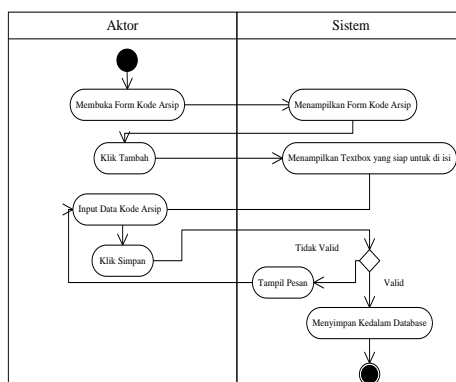 Aktor
Sistem
Membuka Form Kode Arsip
Menampilkan Form Kode Arsip
Klik Tambah
Menampilkan Textbox yang siap untuk di isi
Input Data Kode Arsip
Klik Simpan
Tidak Valid
Tampil Pesan
Valid
Menyimpan Kedalam Database